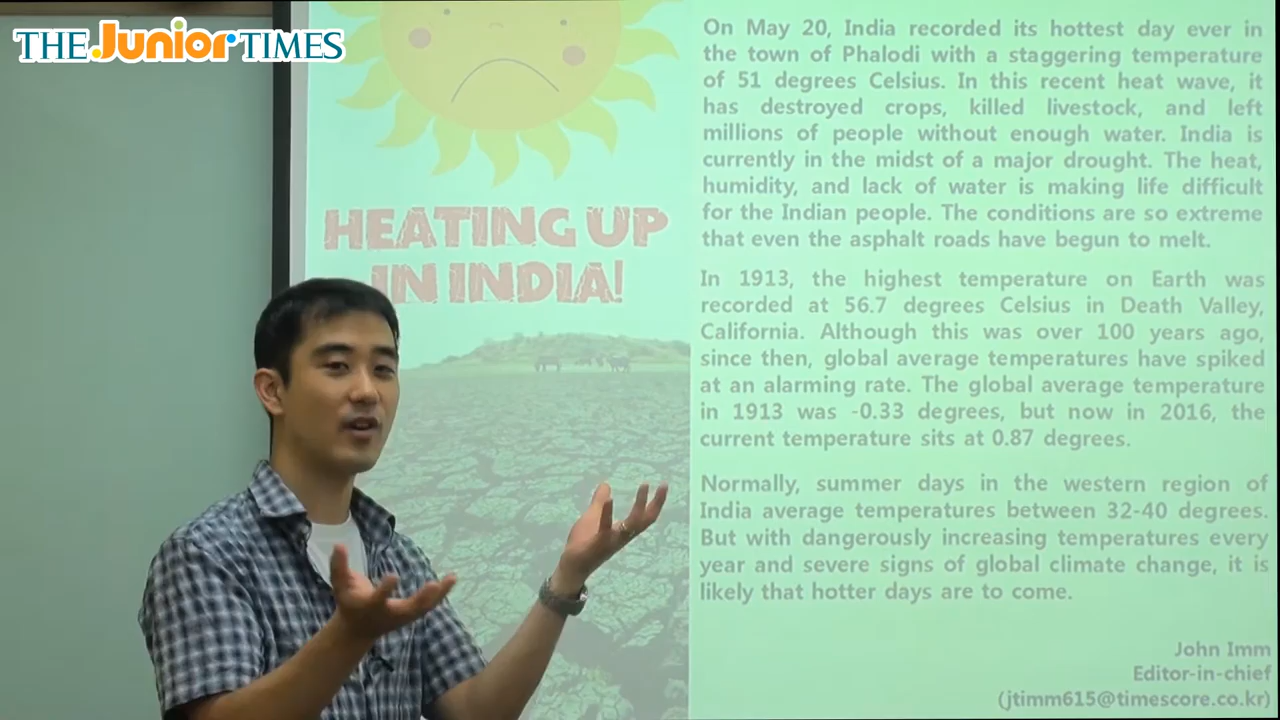 THE Junior TIMES
HEATING UP
IN INDIA!
On May 20, India recorded its hottest day ever in
the town of Phalodi with a staggering temperature
of 51 degrees Celsius. In this recent heat wave, it
has destroyed crops, killed livestock, and left
millions of people without enough water. India is
currently in the midst of a major drought. The heat,
humidity, and lack of water is making life difficult
for the Indian people. The conditions are so extreme
that even the asphalt roads have begun to melt.
In 1913, the highest temperature on Earth was
recorded at 56.7 degrees Celsius in Death Valley,
California. Although this was over 100 years ago,
since then, global average temperatures have spiked
at an alarming rate. The global average temperature
in 1913 was -0.33 degrees, but now in 2016, the
current temperature sits at 0.87 degrees.
Normally, summer days in the western region of
India average temperatures between 32-40 degrees.
But with dangerously increasing temperatures every
year and severe signs of global climate change, it is
likely that hotter days are to come.
John Imm
Editor-in-chief
(jtimm615@timescore.co.kr)